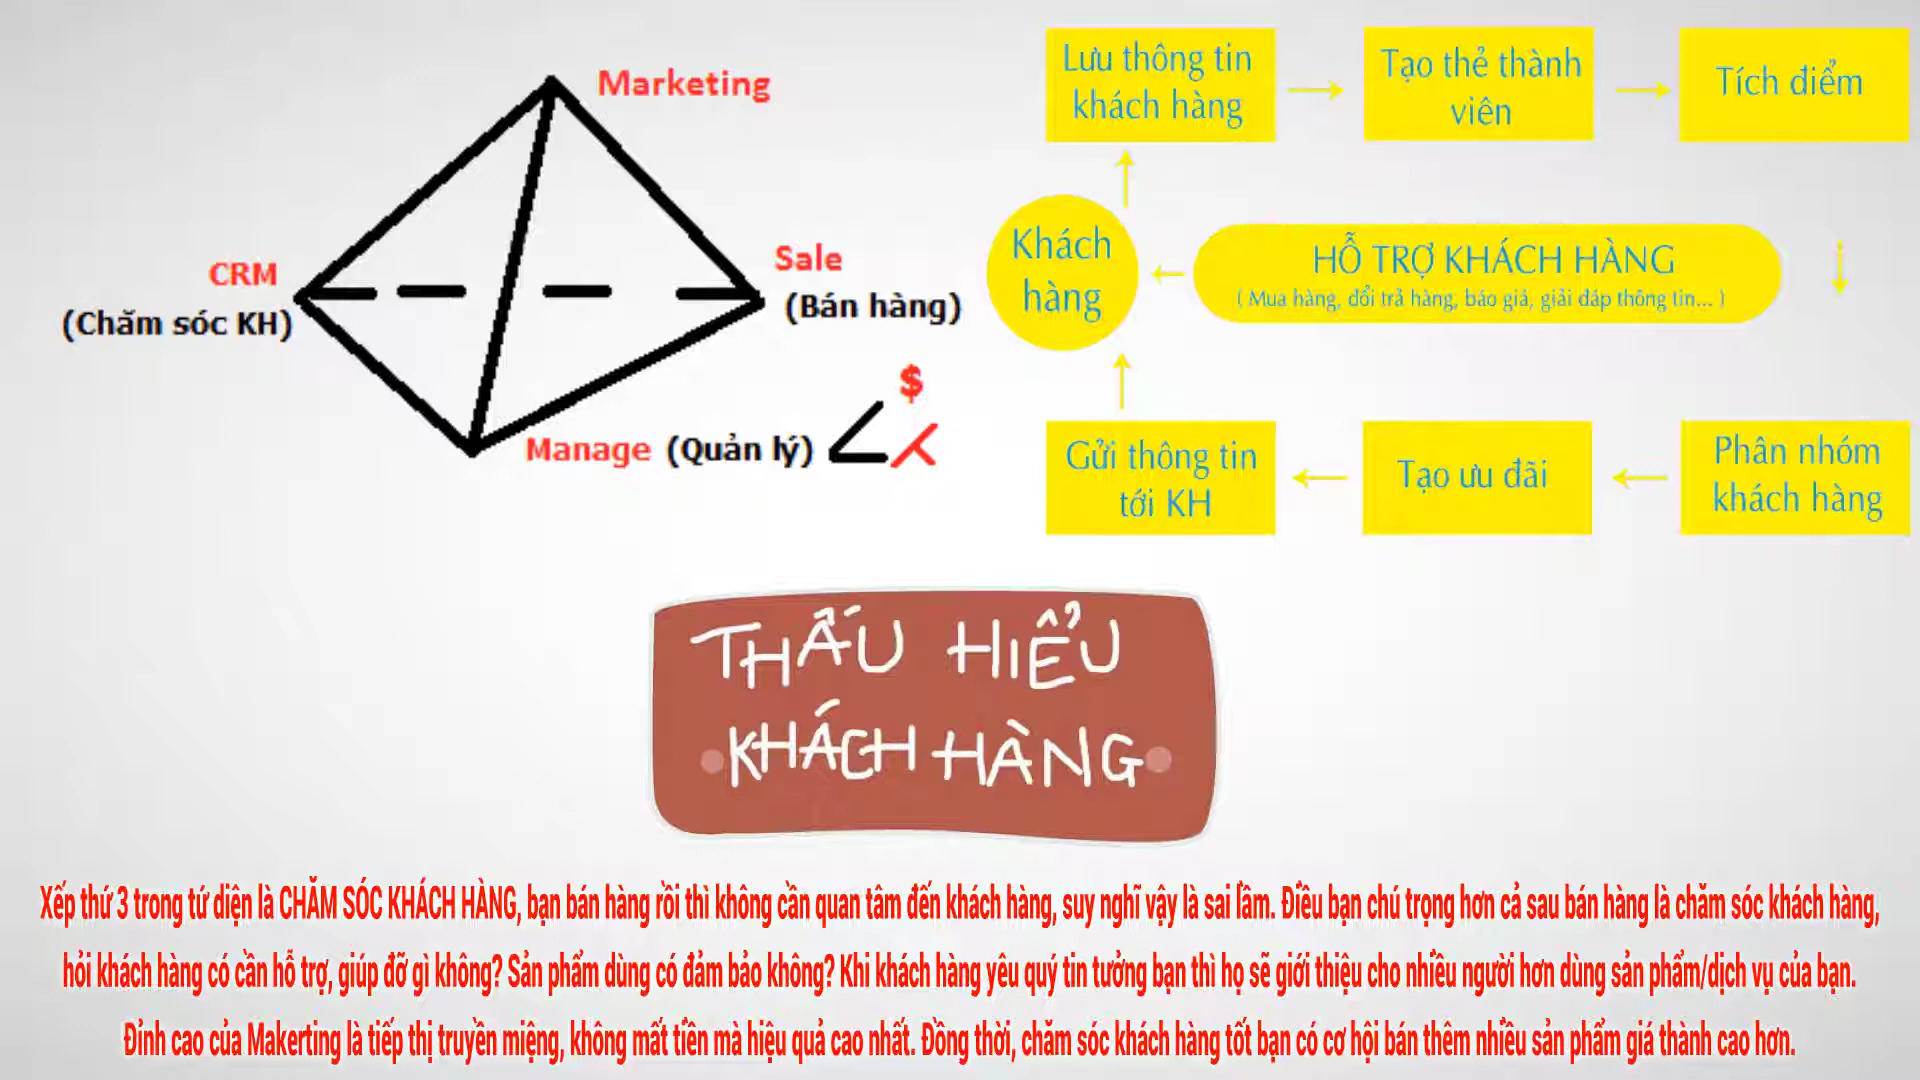 Marketing
CRM
(Chăm sóc KH)
Sale
(Bán hàng)
$
Manage (Quản lý)
Lưu thông tin
khách hàng
Tạo thẻ thành
viên
Tích điểm
Khách
hàng
HỖ TRỢ KHÁCH HÀNG
( Mua hàng, đổi trả hàng, báo giá, giải đáp thông tin... )
Gửi thông tin
tới KH
Tạo ưu đãi
Phân nhóm
khách hàng
THẤU HIỂU
KHÁCH HÀNG
Xếp thứ 3 trong tứ diện là CHĂM SÓC KHÁCH HÀNG, bạn bán hàng rồi thì không cần quan tâm đến khách hàng, suy nghĩ vậy là sai lầm. Điều bạn chú trọng hơn cả sau bán hàng là chăm sóc khách hàng,
hỏi khách hàng có cần hỗ trợ, giúp đỡ gì không? Sản phẩm dùng có đảm bảo không? Khi khách hàng yêu quý tin tưởng bạn thì họ sẽ giới thiệu cho nhiều người hơn dùng sản phẩm/dịch vụ của bạn.
Đỉnh cao của Makerting là tiếp thị truyền miệng, không mất tiền mà hiệu quả cao nhất. Đồng thời, chăm sóc khách hàng tốt bạn có cơ hội bán thêm nhiều sản phẩm giá thành cao hơn.